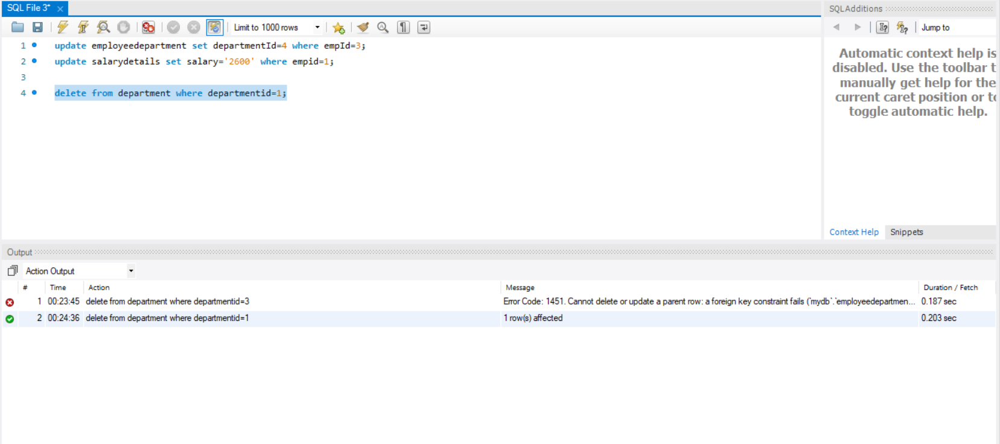 SQL File 3*
SQLAdditions
Limit to 1000 rows
Jump to
1 update employeedepartment set departmentId=4 where empId=3;
2 update salarydetails set salary='2600' where empid=1;
3
4 delete from department where departmentid=1;
Automatic context help is
disabled. Use the toolbar t
manually get help for the
current caret position or to
toggle automatic help.
Context Help Snippets
Output
Action Output
# Time Action Message Duration / Fetch
1 00:23:45 delete from department where departmentid=3 Error Code: 1451. Cannot delete or update a parent row: a foreign key constraint fails (`mydb`.`employeedepartmen... 0.187 sec
2 00:24:36 delete from department where departmentid=1 1 row(s) affected 0.203 sec